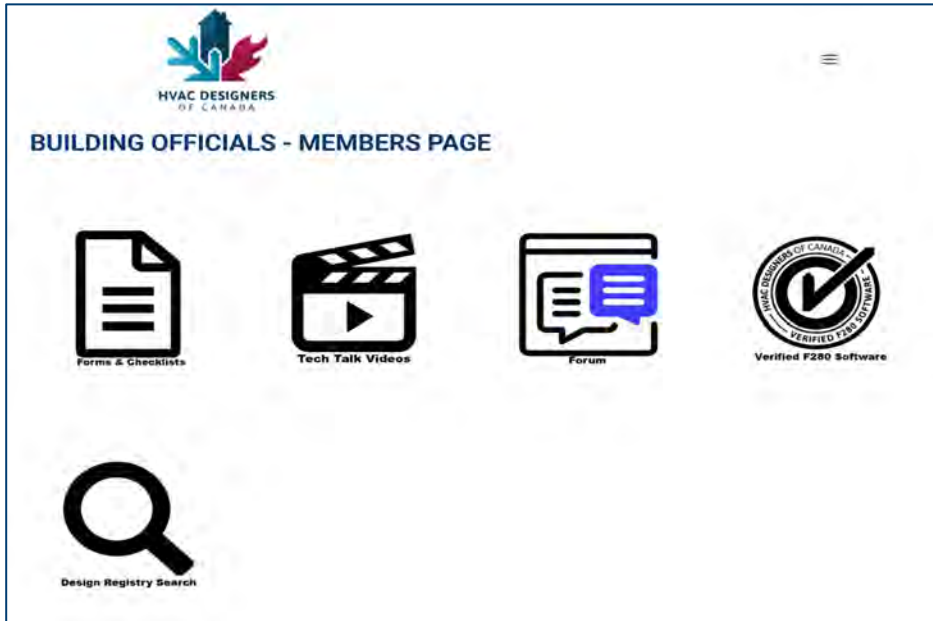 HVAC DESIGNERS
OF CANADA
BUILDING OFFICIALS - MEMBERS PAGE
HVAC DESIGNERS OF CANADA
VERIFIED F280 SOFTWARE
Forms & Checklists
Tech Talk Videos
Forum
Verified F280 Software
Design Registry Search